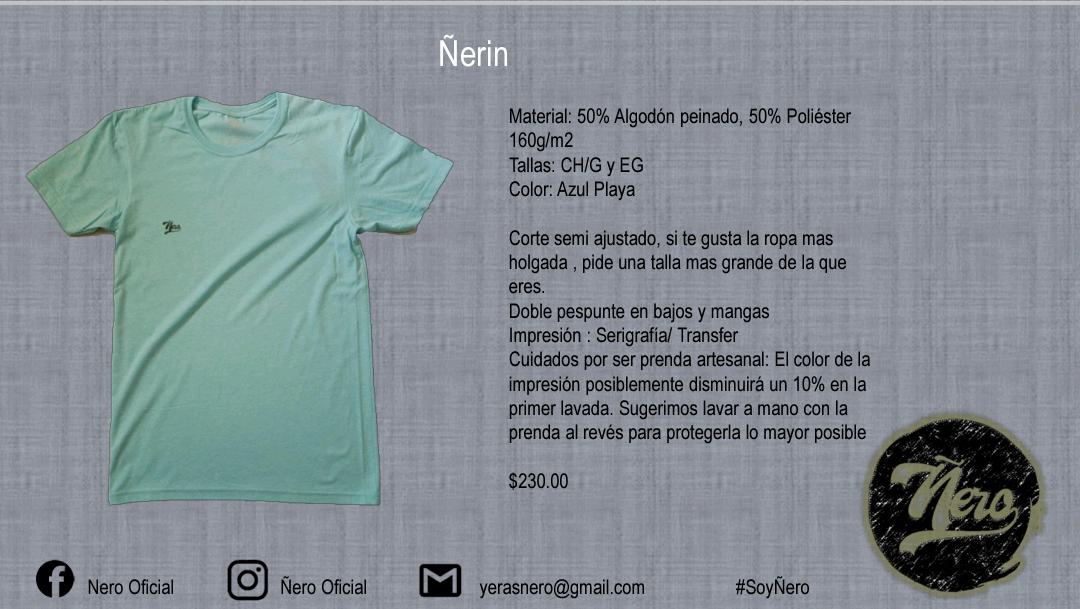 Ñerin
Material: 50% Algodón peinado, 50% Poliéster
160g/m2
Tallas: CH/G y EG
Color: Azul Playa
Corte semi ajustado, si te gusta la ropa mas
holgada , pide una talla mas grande de la que
eres.
Doble pespunte en bajos y mangas
Impresión : Serigrafía/ Transfer
Cuidados por ser prenda artesanal: El color de la
impresión posiblemente disminuirá un 10% en la
primer lavada. Sugerimos lavar a mano con la
prenda al revés para protegerla lo mayor posible
$230.00
Ñero
Ñero
Nero Oficial
Ñero Oficial
yerasnero@gmail.com
#SoyÑero